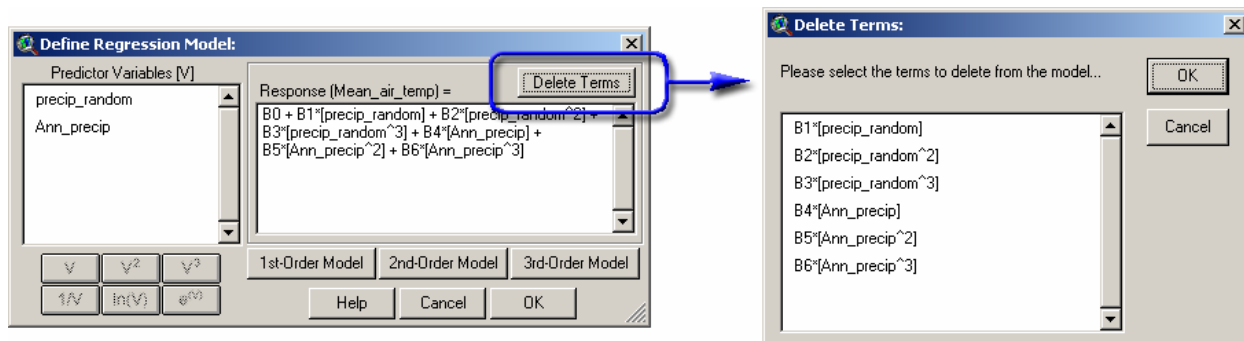 Define Regression Model:
Predictor Variables [V]
precip_random
Ann_precip
V
V²
V³
1/V
ln(V)
e^(V)
Response (Mean_air_temp) =
Delete Terms
B0 + B1*[precip_random] + B2*[precip_random^2] +
B3*[precip_random^3] + B4*[Ann_precip] +
B5*[Ann_precip^2] + B6*[Ann_precip^3]
1st-Order Model
2nd-Order Model
3rd-Order Model
Help
Cancel
OK
Delete Terms:
Please select the terms to delete from the model...
B1*[precip_random]
B2*[precip_random^2]
B3*[precip_random^3]
B4*[Ann_precip]
B5*[Ann_precip^2]
B6*[Ann_precip^3]
OK
Cancel